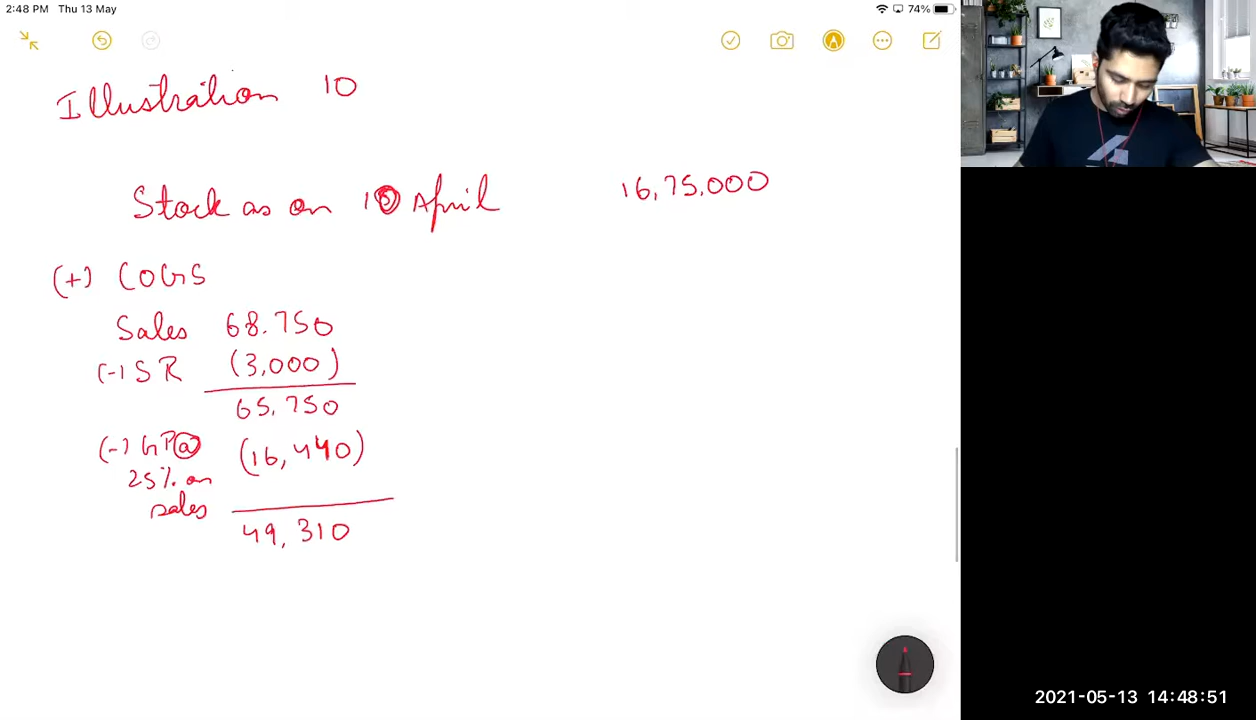 2:48 PM Thu 13 May 74%
Illustration 10
Stock as on 10 April 16,75,000
(+) COGS
Sales 68.750
(-) SR (3,000)
65,750
(-) GP@ (16,440)
25% on
sales
49,310
2021-05-13 14:48:51